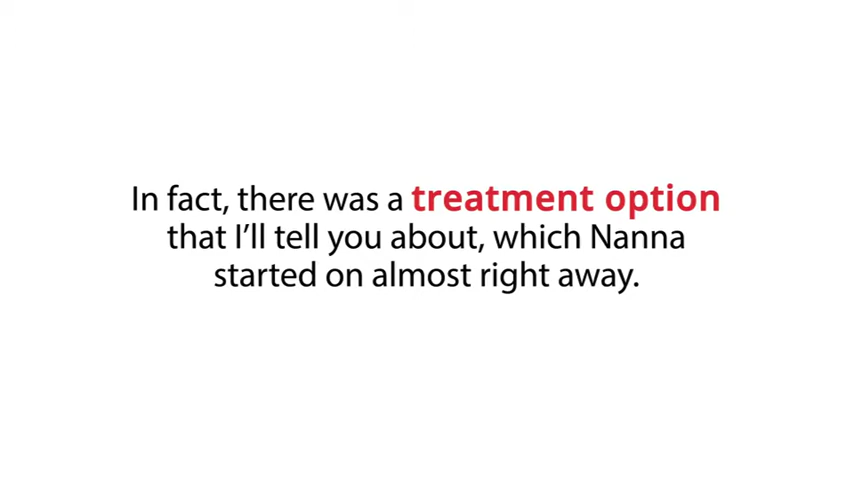 In fact, there was a treatment option
that I’ll tell you about, which Nanna
started on almost right away.